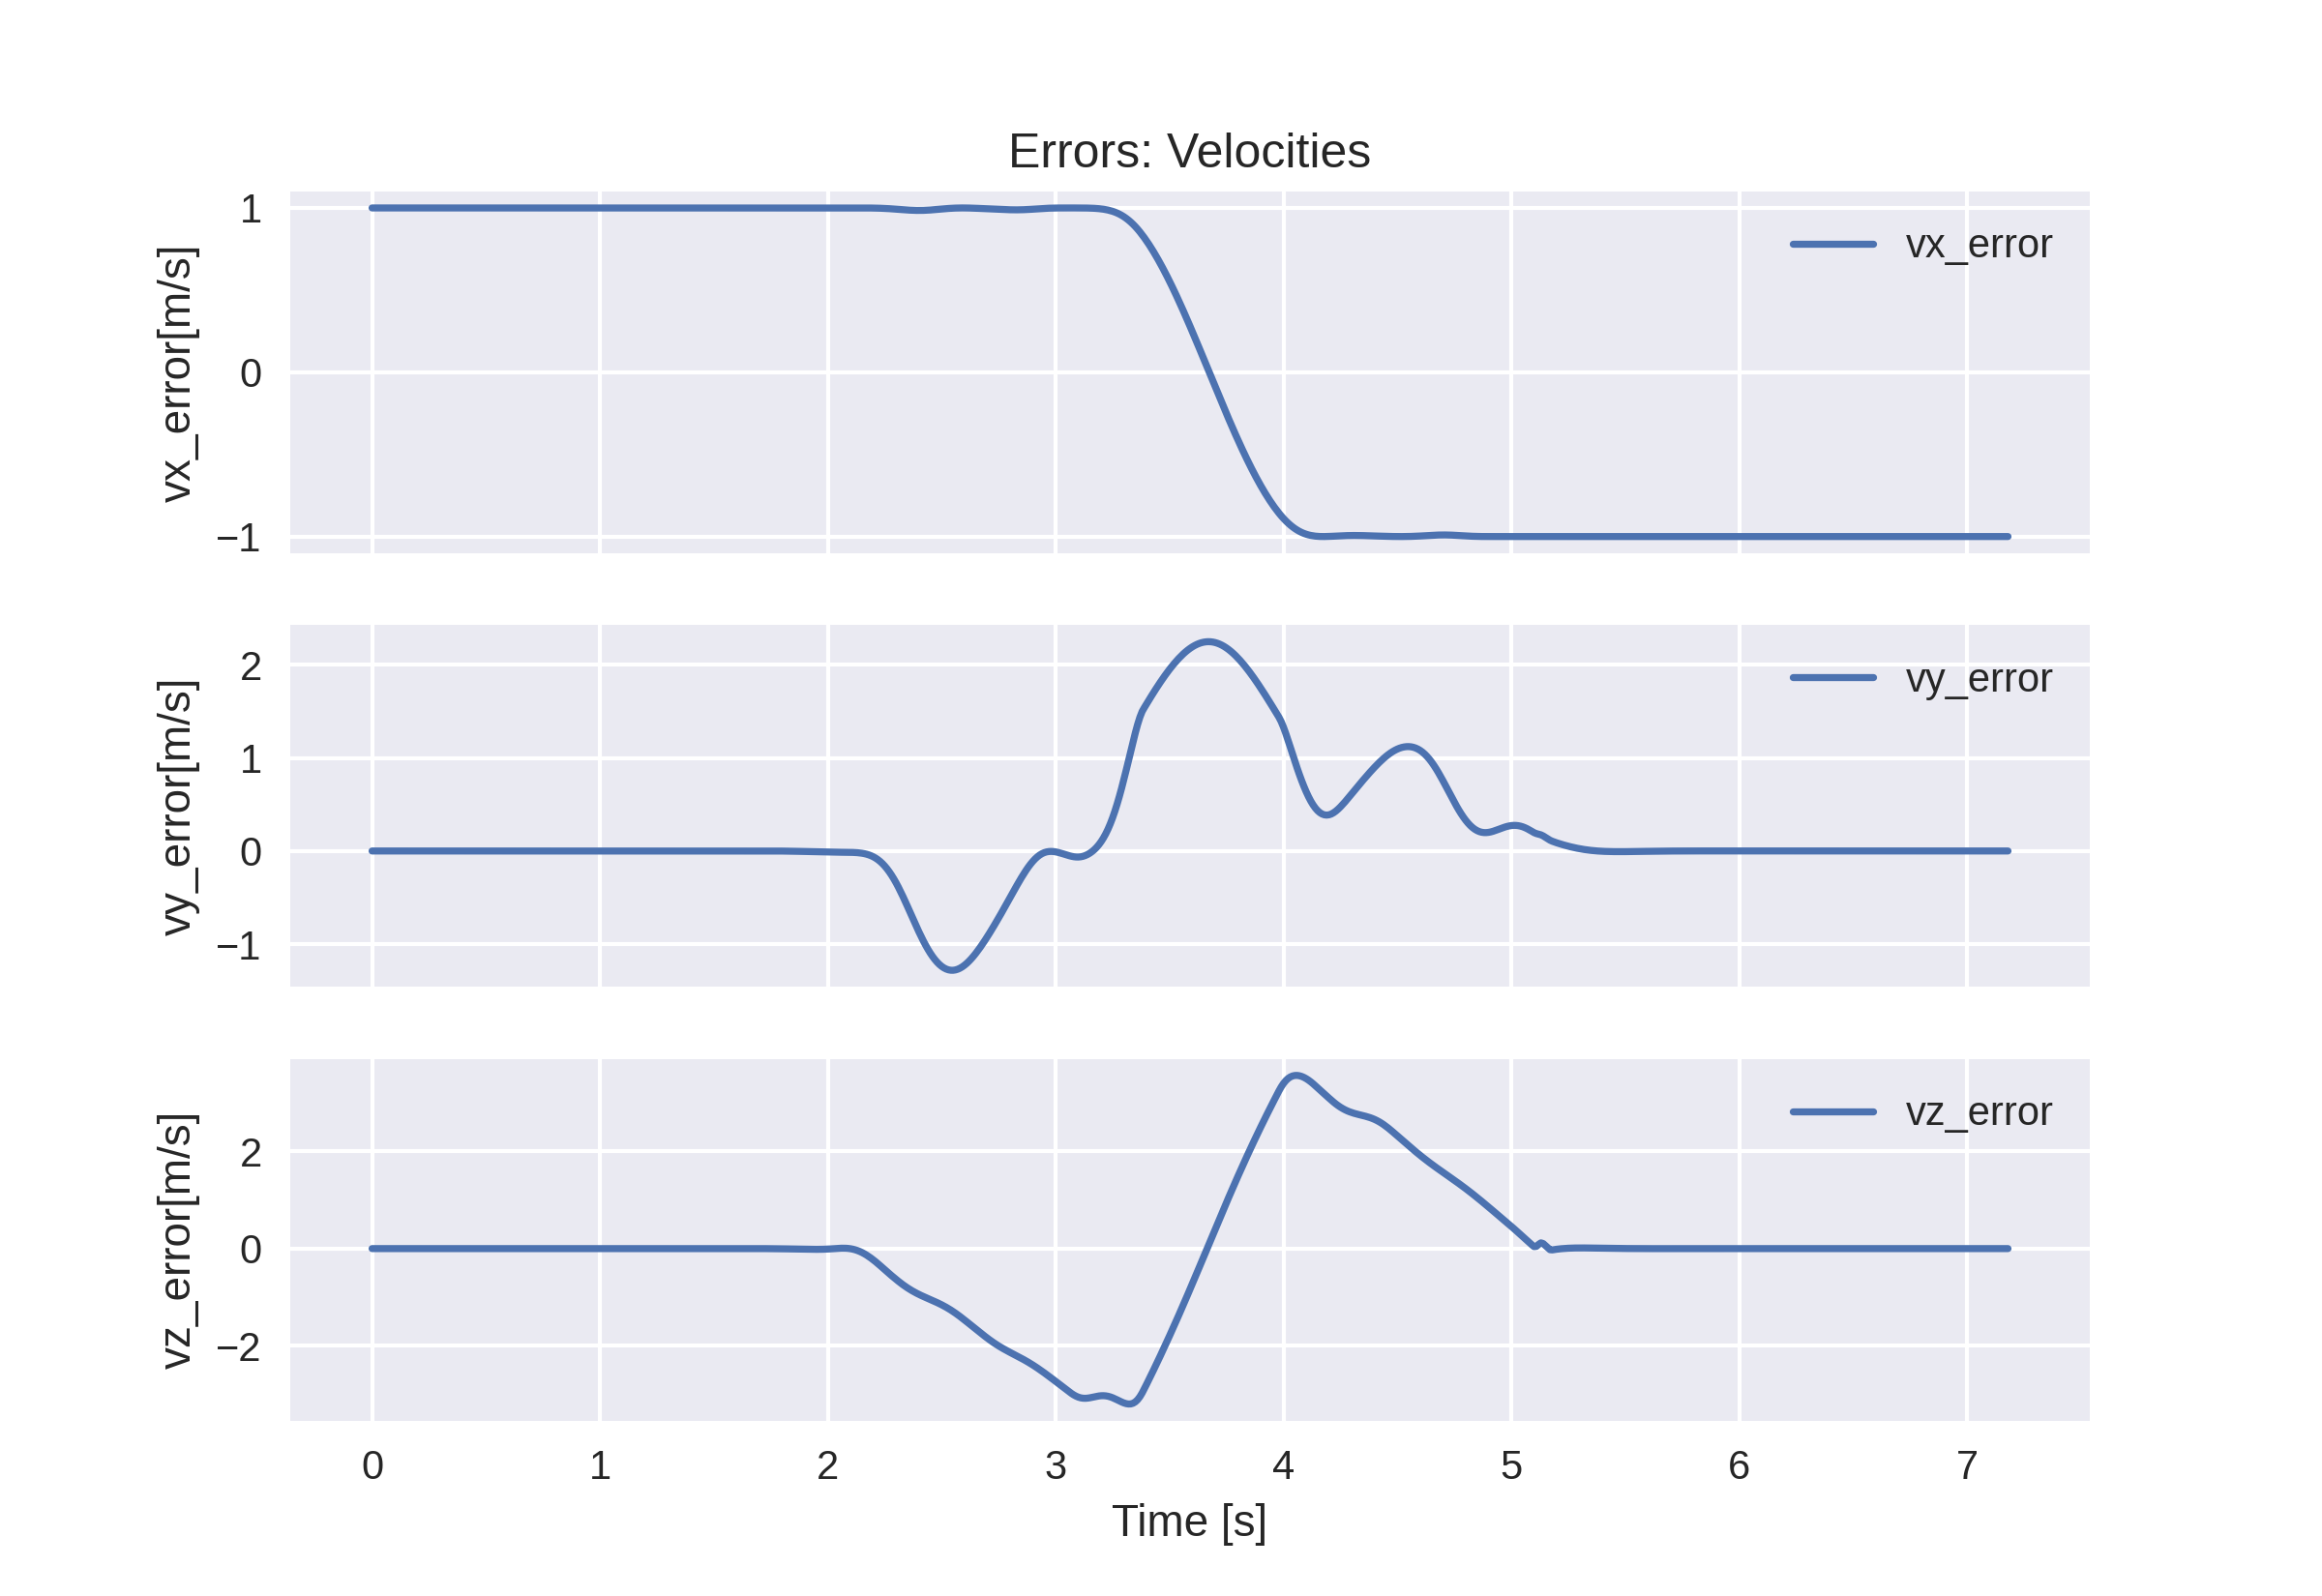 Errors: Velocities
1
0
−1
vx_error[m/s]
vx_error
2
1
0
−1
vy_error[m/s]
vy_error
2
0
−2
vz_error[m/s]
vz_error
0 1 2 3 4 5 6 7
Time [s]